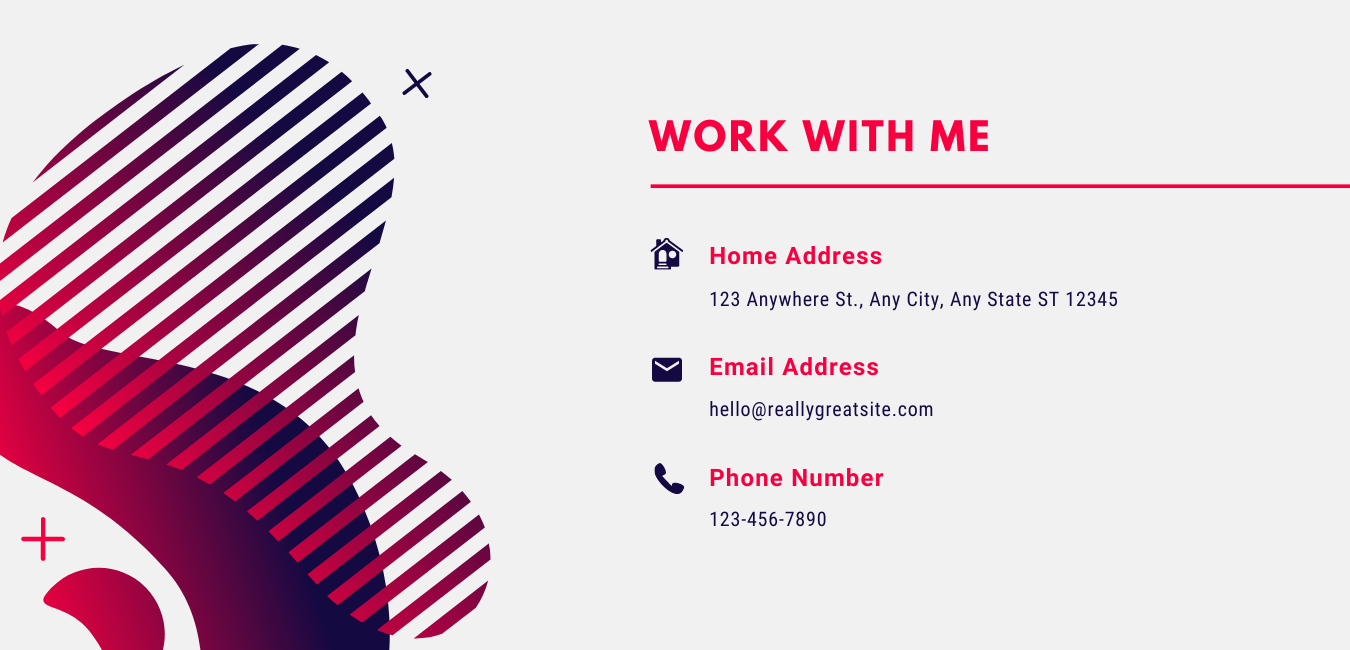 WORK WITH ME
Home Address
123 Anywhere St., Any City, Any State ST 12345
Email Address
hello@reallygreatsite.com
Phone Number
123-456-7890